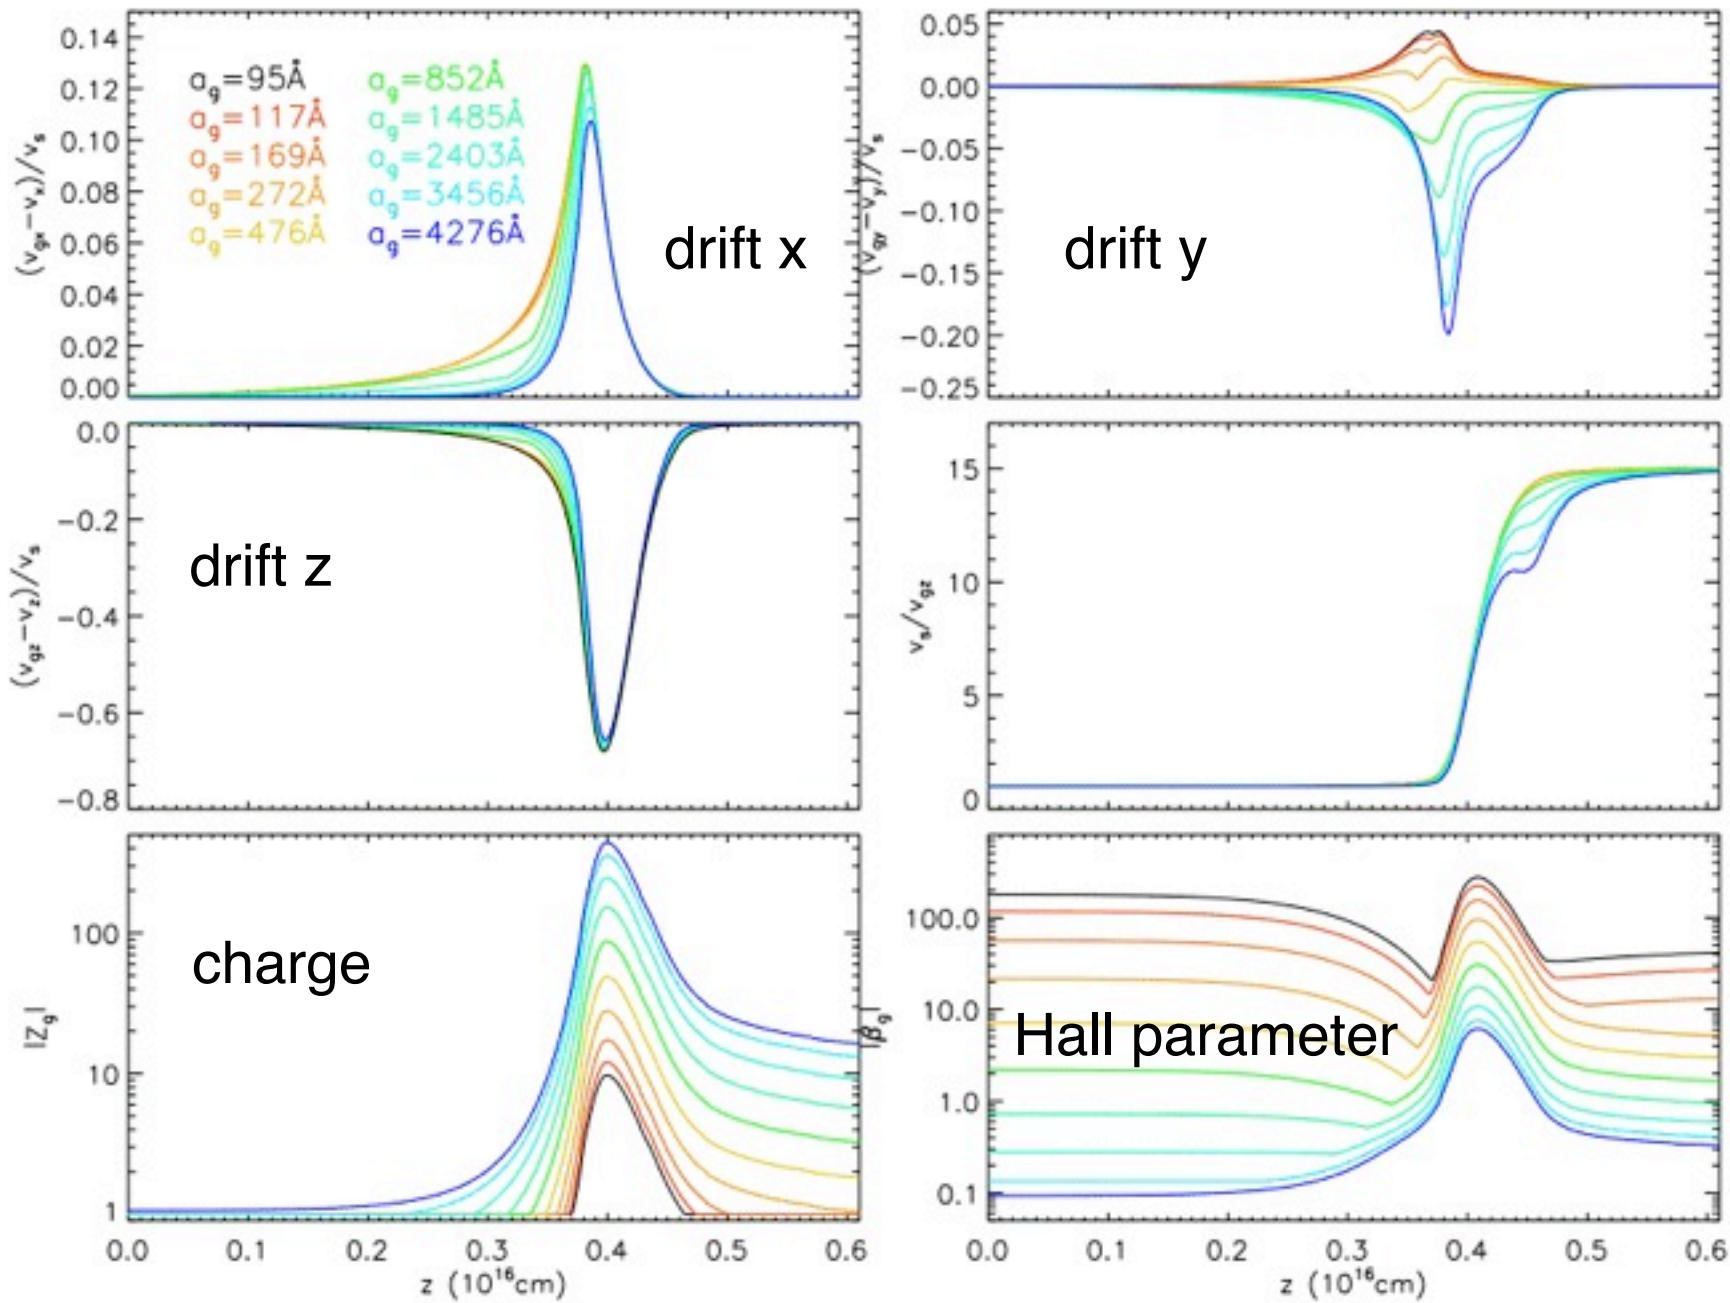 0.14
0.12
0.10
0.08
0.06
0.04
0.02
0.00
(v_gx−v_x)/v_s
a_g=95Å
a_g=117Å
a_g=169Å
a_g=272Å
a_g=476Å
a_g=852Å
a_g=1485Å
a_g=2403Å
a_g=3456Å
a_g=4276Å
drift x
0.05
0.00
−0.05
−0.10
−0.15
−0.20
−0.25
(v_gy−v_y)/v_s
drift y
0.0
−0.2
−0.4
−0.6
−0.8
(v_gz−v_z)/v_s
drift z
15
10
5
0
v_s/v_gz
100
10
1
|Z_g|
charge
0.0 0.1 0.2 0.3 0.4 0.5 0.6
z (10^16cm)
100.0
10.0
1.0
0.1
|β_g|
Hall parameter
0.0 0.1 0.2 0.3 0.4 0.5 0.6
z (10^16cm)